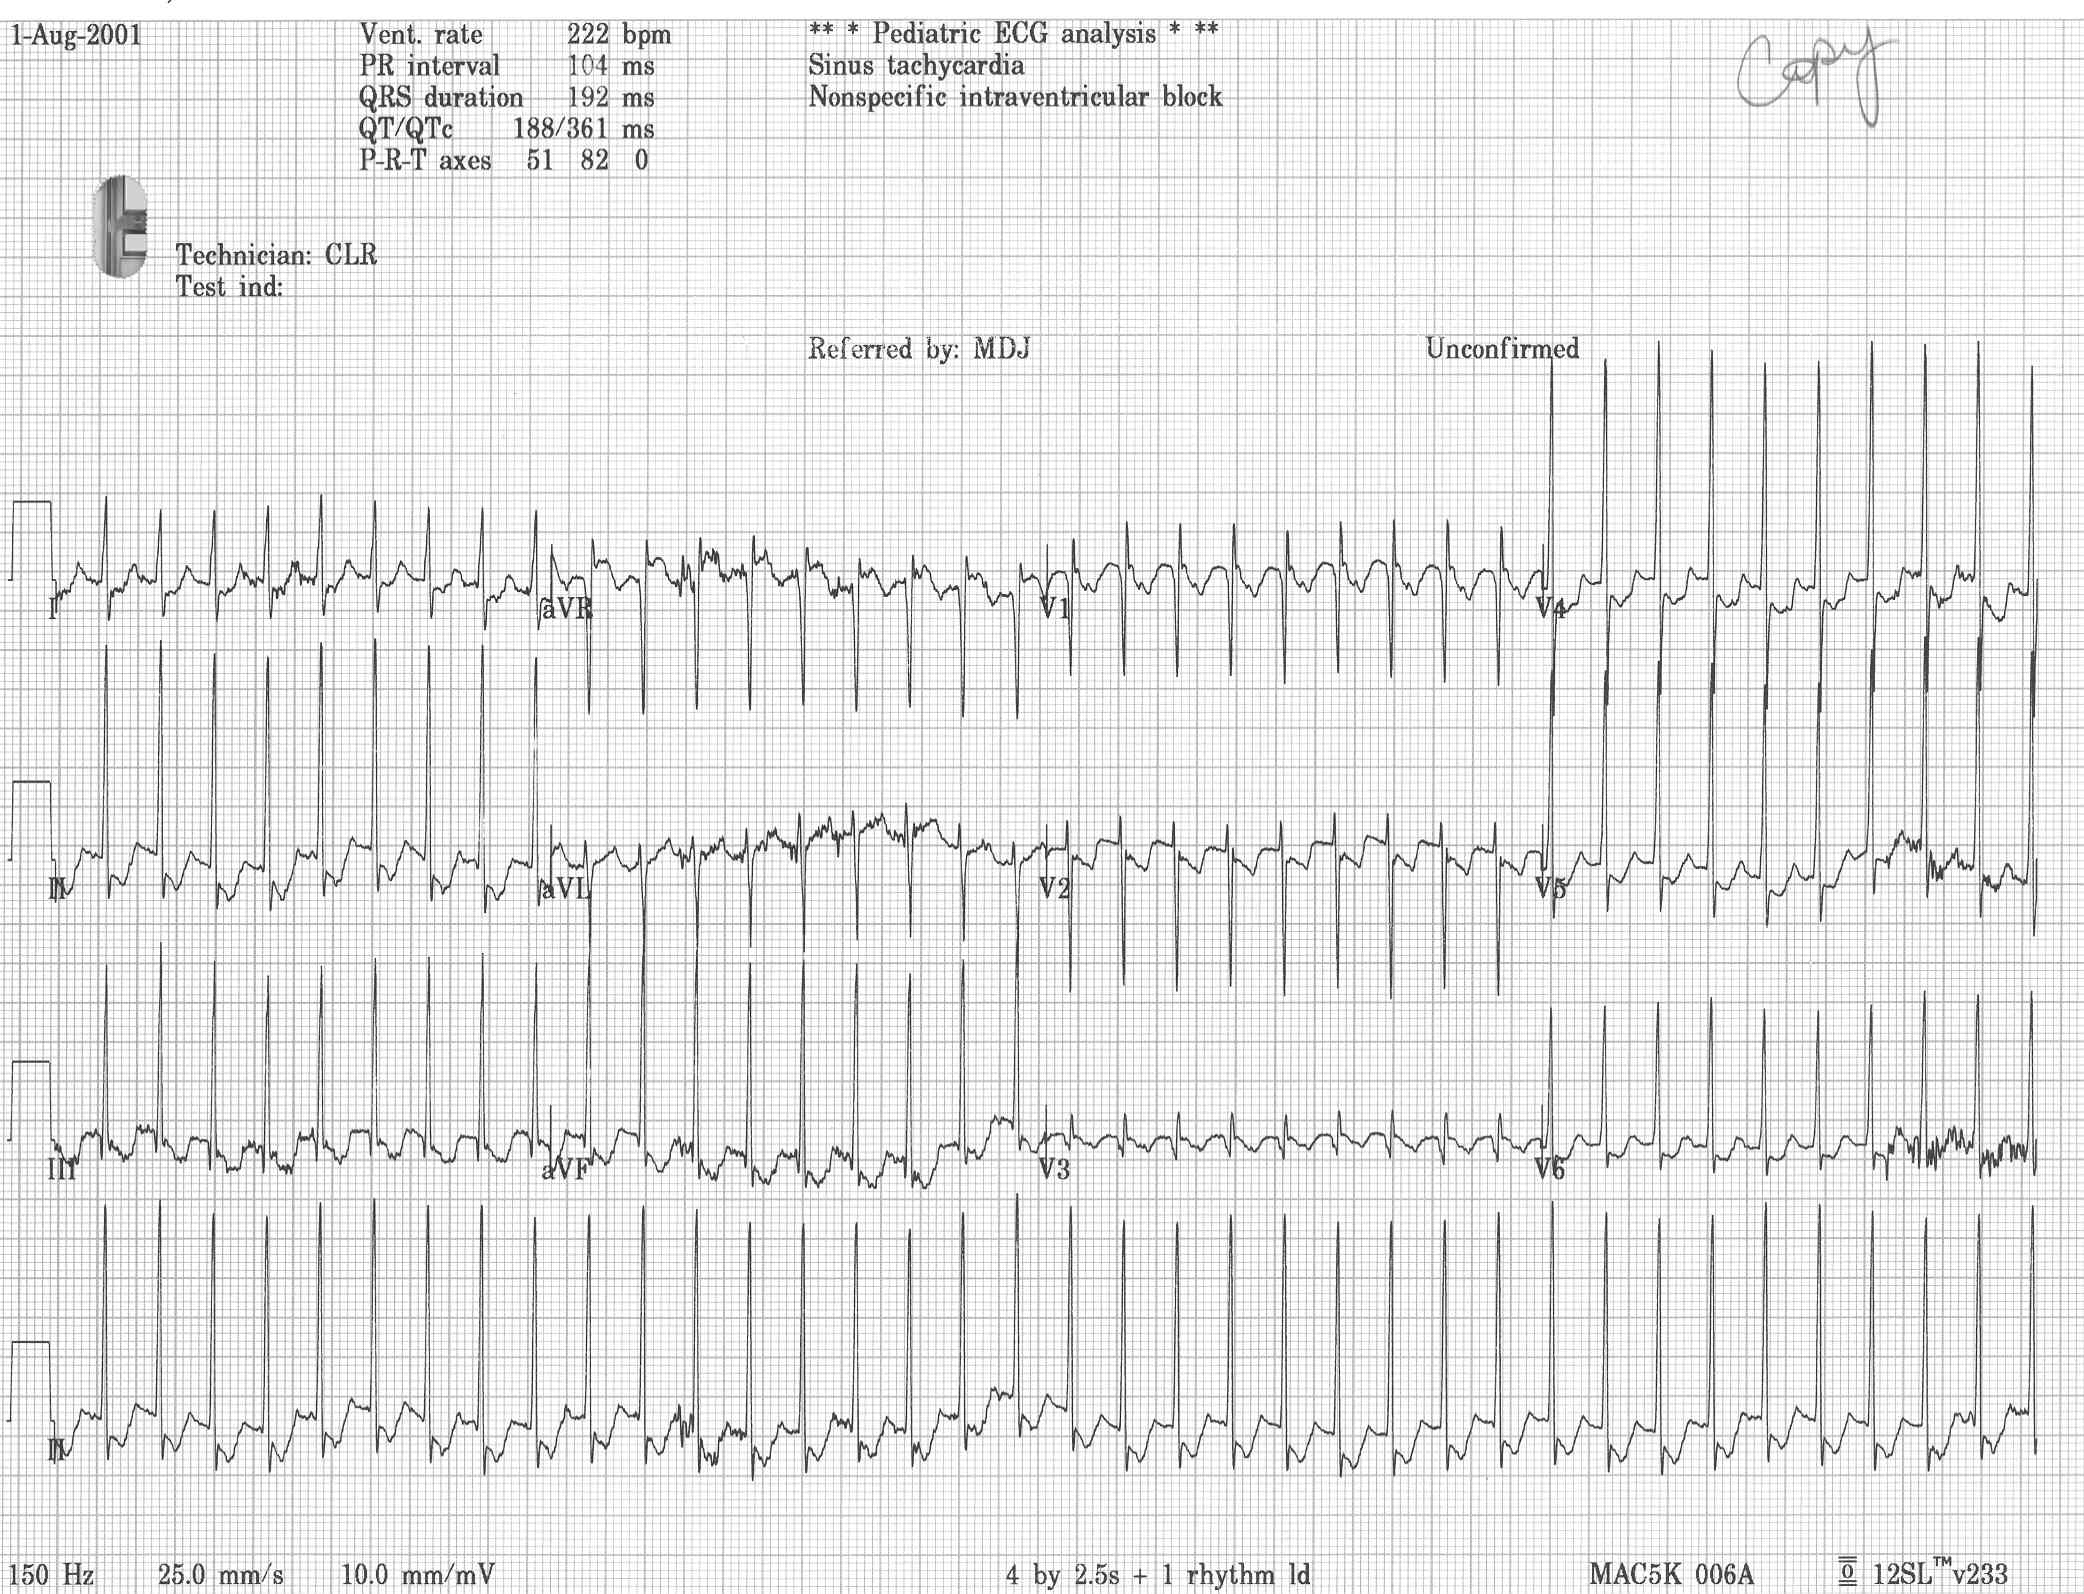 1-Aug-2001
Vent. rate 222 bpm
PR interval 104 ms
QRS duration 192 ms
QT/QTc 188/361 ms
P-R-T axes 51 82 0
** * Pediatric ECG analysis * **
Sinus tachycardia
Nonspecific intraventricular block
Copy
Technician: CLR
Test ind:
Referred by: MDJ
Unconfirmed
I aVR V1 V4
II aVL V2 V5
III aVF V3 V6
II
150 Hz 25.0 mm/s 10.0 mm/mV 4 by 2.5s + 1 rhythm ld MAC5K 006A 12SL™v233